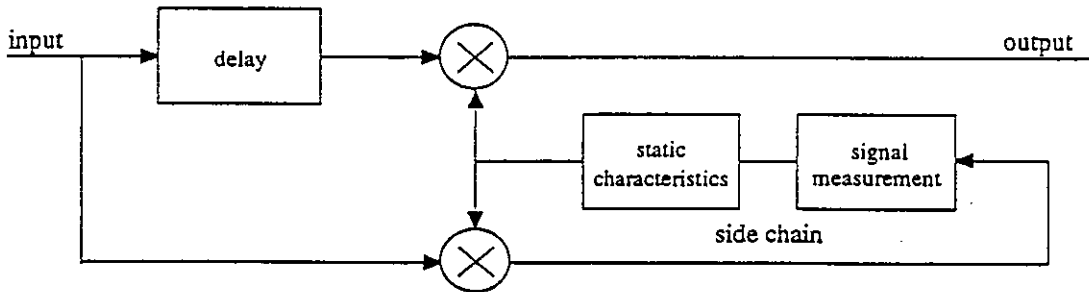 input
delay
output
static
characteristics
signal
measurement
side chain